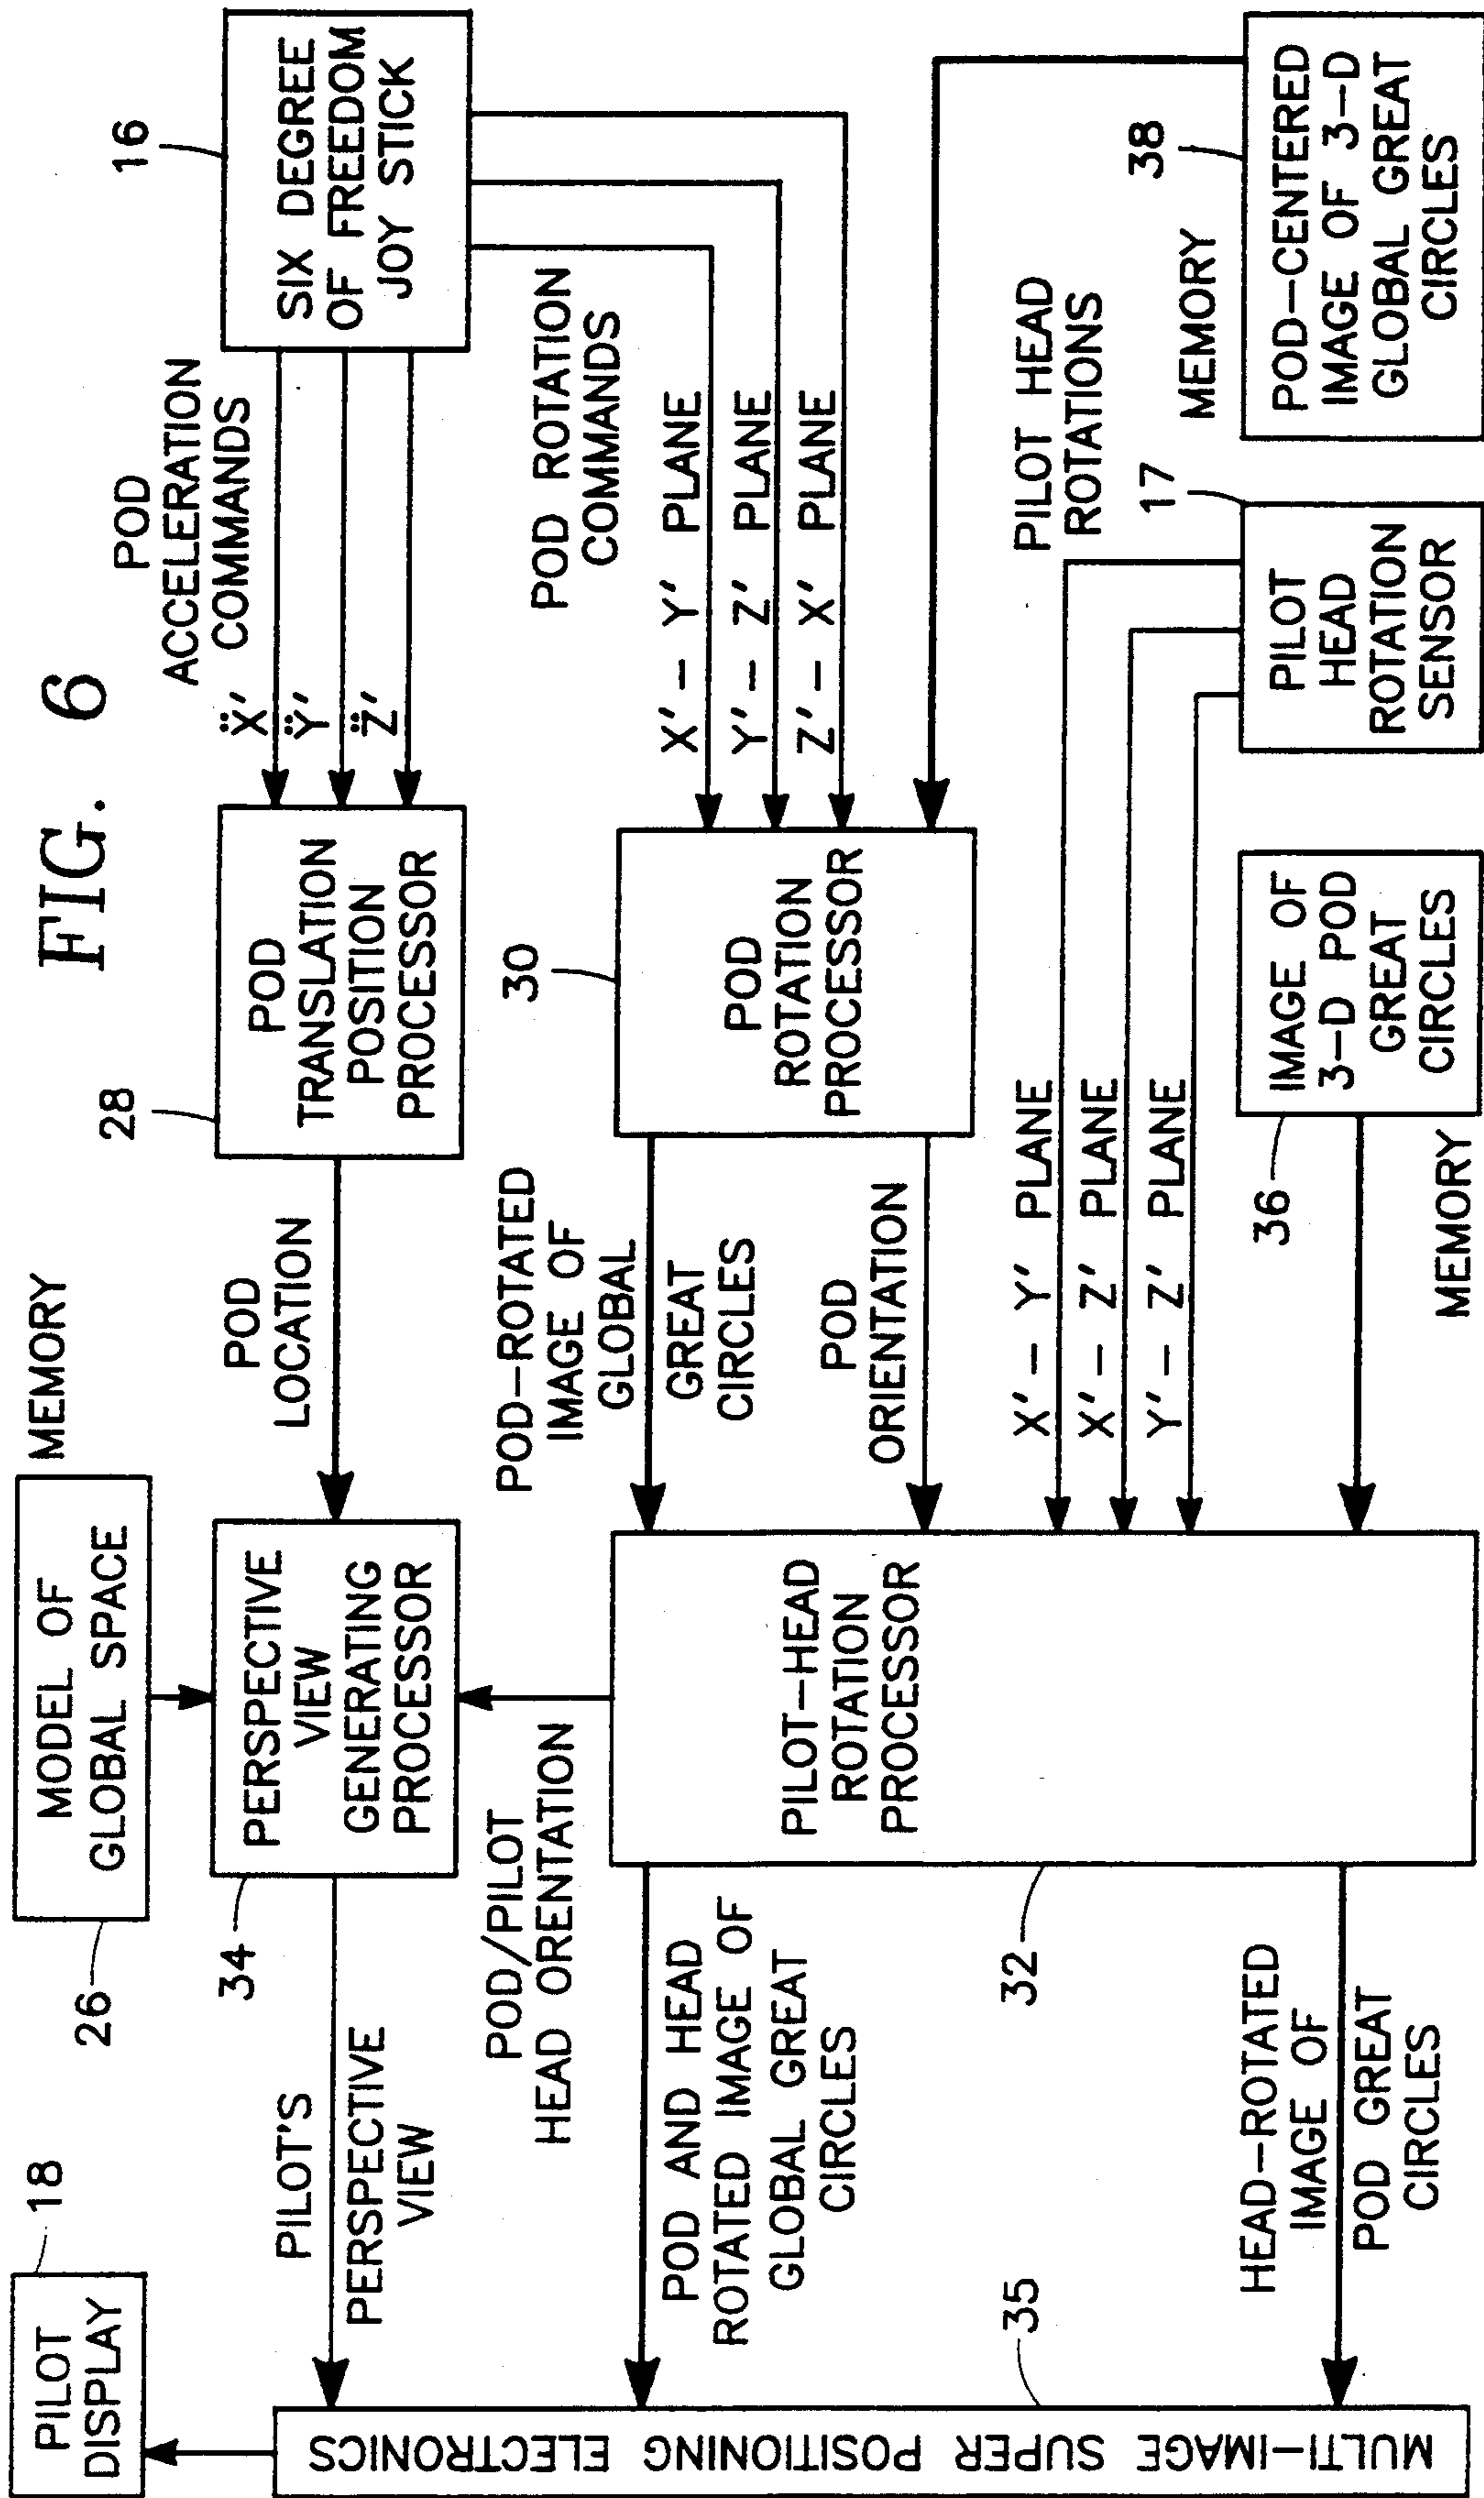 FIG. 6
PILOT
DISPLAY
18
MODEL OF
GLOBAL SPACE
26
MEMORY
PILOT'S
PERSPECTIVE
VIEW
PERSPECTIVE
VIEW
GENERATING
PROCESSOR
34
POD
LOCATION
POD
TRANSLATION
POSITION
PROCESSOR
28
POD
ACCELERATION
COMMANDS
Ẍ'
Ÿ'
Z̈'
SIX DEGREE
OF FREEDOM
JOY STICK
16
MULTI-IMAGE SUPER POSITIONING ELECTRONICS
35
POD/PILOT
HEAD ORENTATION
POD AND HEAD
ROTATED IMAGE OF
GLOBAL GREAT
CIRCLES
PILOT-HEAD
ROTATION
PROCESSOR
32
POD-ROTATED
IMAGE OF
GLOBAL
GREAT
CIRCLES
POD
ORIENTATION
POD
ROTATION
PROCESSOR
30
POD ROTATION
COMMANDS
X'- Y' PLANE
Y'- Z' PLANE
Z'- X' PLANE
HEAD-ROTATED
IMAGE OF
POD GREAT
CIRCLES
X'- Y' PLANE
X'- Z' PLANE
Y'- Z' PLANE
PILOT HEAD
ROTATIONS
36
MEMORY
IMAGE OF
3-D POD
GREAT
CIRCLES
PILOT
HEAD
ROTATION
SENSOR
17
MEMORY
38
POD-CENTERED
IMAGE OF 3-D
GLOBAL GREAT
CIRCLES